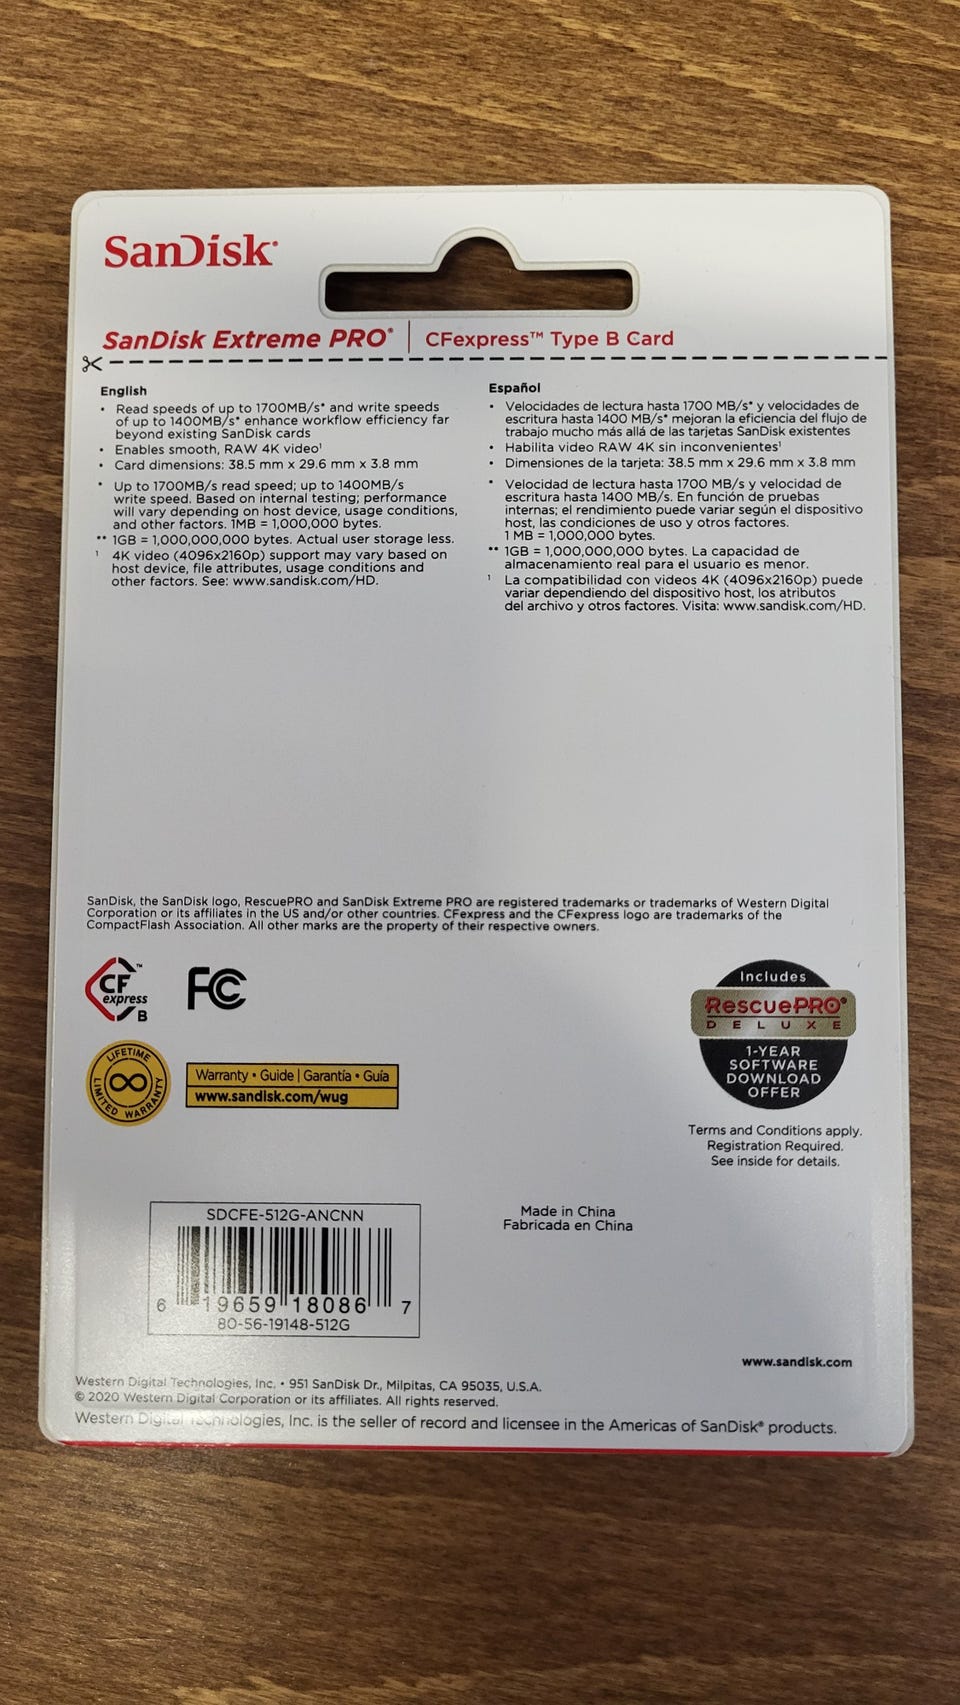 SanDisk®
SanDisk Extreme PRO® | CFexpress™ Type B Card
English
• Read speeds of up to 1700MB/s* and write speeds
of up to 1400MB/s* enhance workflow efficiency far
beyond existing SanDisk cards
• Enables smooth, RAW 4K video¹
• Card dimensions: 38.5 mm x 29.6 mm x 3.8 mm
* Up to 1700MB/s read speed; up to 1400MB/s
write speed. Based on internal testing; performance
will vary depending on host device, usage conditions,
and other factors. 1MB = 1,000,000 bytes.
** 1GB = 1,000,000,000 bytes. Actual user storage less.
¹ 4K video (4096x2160p) support may vary based on
host device, file attributes, usage conditions and
other factors. See: www.sandisk.com/HD.
Español
• Velocidades de lectura hasta 1700 MB/s* y velocidades de
escritura hasta 1400 MB/s* mejoran la eficiencia del flujo de
trabajo mucho más allá de las tarjetas SanDisk existentes
• Habilita video RAW 4K sin inconvenientes¹
• Dimensiones de la tarjeta: 38.5 mm x 29.6 mm x 3.8 mm
* Velocidad de lectura hasta 1700 MB/s y velocidad de
escritura hasta 1400 MB/s. En función de pruebas
internas; el rendimiento puede variar según el dispositivo
host, las condiciones de uso y otros factores.
1 MB = 1,000,000 bytes.
** 1GB = 1,000,000,000 bytes. La capacidad de
almacenamiento real para el usuario es menor.
¹ La compatibilidad con videos 4K (4096x2160p) puede
variar dependiendo del dispositivo host, los atributos
del archivo y otros factores. Visita: www.sandisk.com/HD.
SanDisk, the SanDisk logo, RescuePRO and SanDisk Extreme PRO are registered trademarks or trademarks of Western Digital
Corporation or its affiliates in the US and/or other countries. CFexpress and the CFexpress logo are trademarks of the
CompactFlash Association. All other marks are the property of their respective owners.
CF™
express
B
FC
LIFETIME
LIMITED WARRANTY
Warranty • Guide | Garantía • Guía
www.sandisk.com/wug
Includes
RescuePRO®
DELUXE
1-YEAR
SOFTWARE
DOWNLOAD
OFFER
Terms and Conditions apply.
Registration Required.
See inside for details.
SDCFE-512G-ANCNN
6 19659 18086 7
80-56-19148-512G
Made in China
Fabricada en China
www.sandisk.com
Western Digital Technologies, Inc. • 951 SanDisk Dr., Milpitas, CA 95035, U.S.A.
© 2020 Western Digital Corporation or its affiliates. All rights reserved.
Western Digital Technologies, Inc. is the seller of record and licensee in the Americas of SanDisk® products.